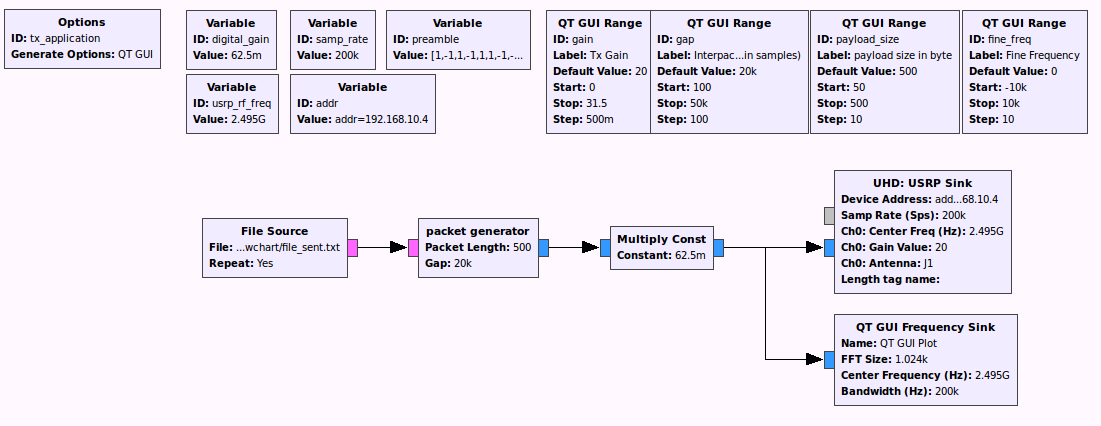 Options
ID: tx_application
Generate Options: QT GUI
Variable
ID: digital_gain
Value: 62.5m
Variable
ID: samp_rate
Value: 200k
Variable
ID: preamble
Value: [1,-1,1,-1,1,1,-1,-...
Variable
ID: usrp_rf_freq
Value: 2.495G
Variable
ID: addr
Value: addr=192.168.10.4
QT GUI Range
ID: gain
Label: Tx Gain
Default Value: 20
Start: 0
Stop: 31.5
Step: 500m
QT GUI Range
ID: gap
Label: Interpac...in samples)
Default Value: 20k
Start: 100
Stop: 50k
Step: 100
QT GUI Range
ID: payload_size
Label: payload size in byte
Default Value: 500
Start: 50
Stop: 500
Step: 10
QT GUI Range
ID: fine_freq
Label: Fine Frequency
Default Value: 0
Start: -10k
Stop: 10k
Step: 10
File Source
File: ...wchart/file_sent.txt
Repeat: Yes
packet generator
Packet Length: 500
Gap: 20k
Multiply Const
Constant: 62.5m
UHD: USRP Sink
Device Address: add...68.10.4
Samp Rate (Sps): 200k
Ch0: Center Freq (Hz): 2.495G
Ch0: Gain Value: 20
Ch0: Antenna: J1
Length tag name:
QT GUI Frequency Sink
Name: QT GUI Plot
FFT Size: 1.024k
Center Frequency (Hz): 2.495G
Bandwidth (Hz): 200k